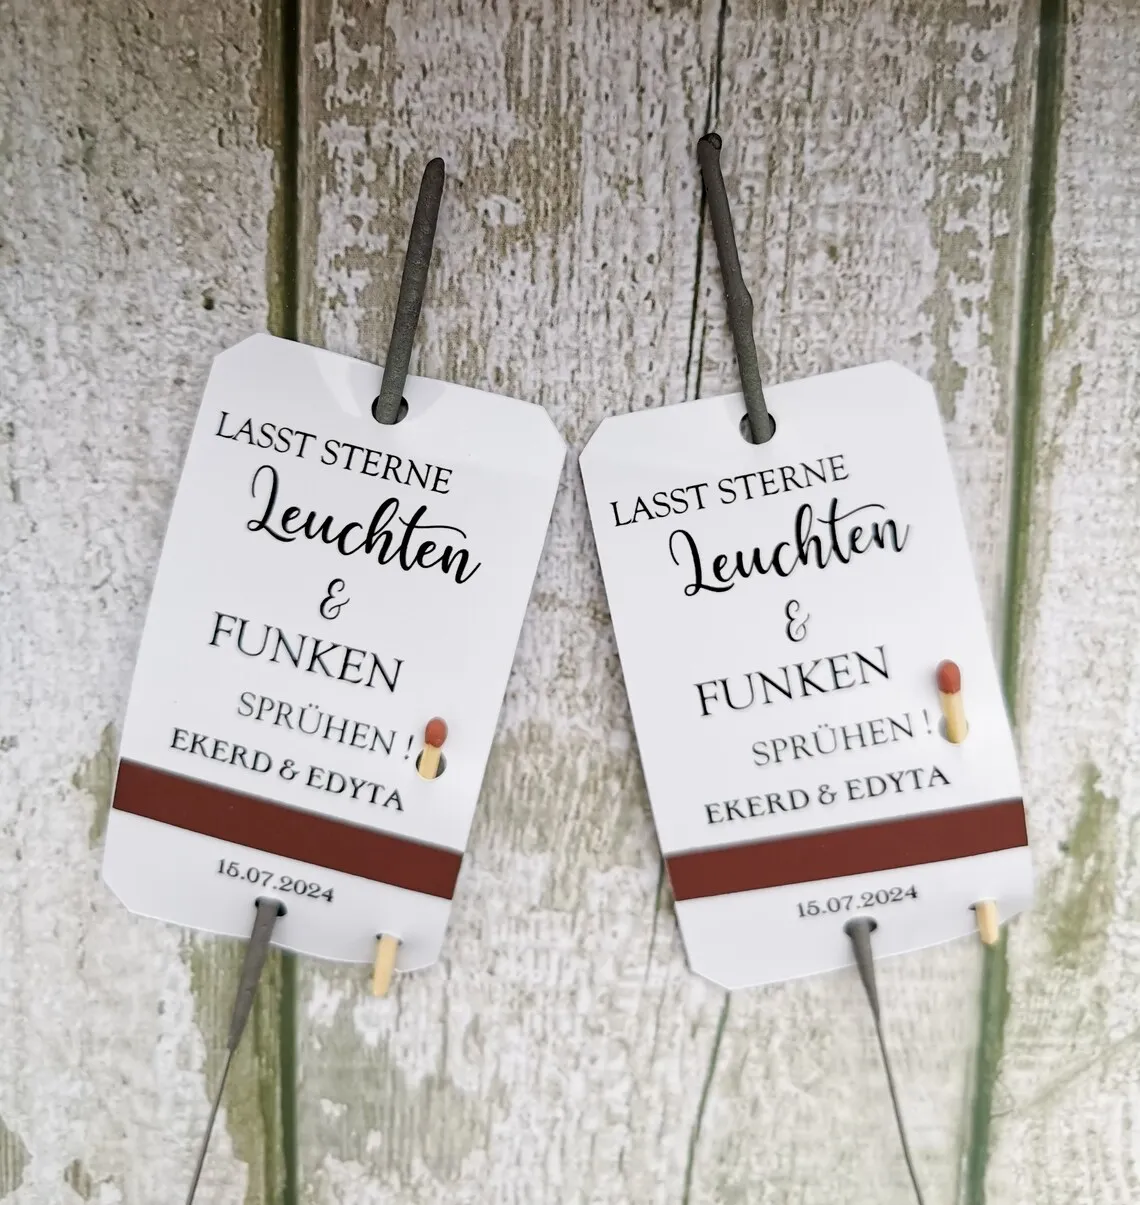 LASST STERNE
Leuchten
&
FUNKEN
SPRÜHEN !
EKERD & EDYTA
15.07.2024
LASST STERNE
Leuchten
&
FUNKEN
SPRÜHEN !
EKERD & EDYTA
15.07.2024